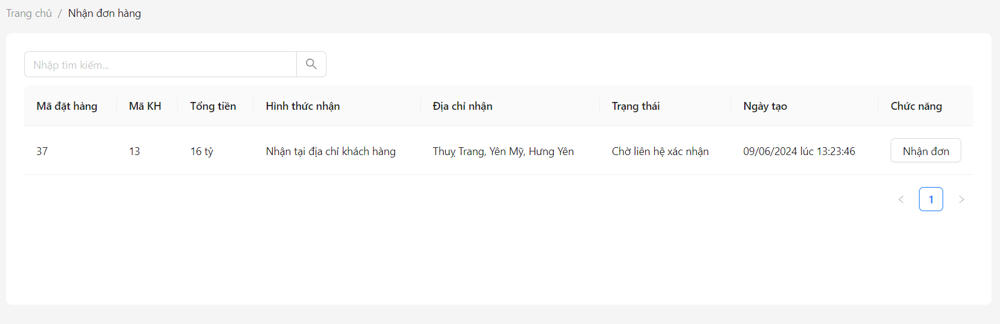 Trang chủ / Nhận đơn hàng
Nhập tìm kiếm...
Mã đặt hàng Mã KH Tổng tiền Hình thức nhận Địa chỉ nhận Trạng thái Ngày tạo Chức năng
37 13 16 tỷ Nhận tại địa chỉ khách hàng Thuỵ Trang, Yên Mỹ, Hưng Yên Chờ liên hệ xác nhận 09/06/2024 lúc 13:23:46 Nhận đơn
1